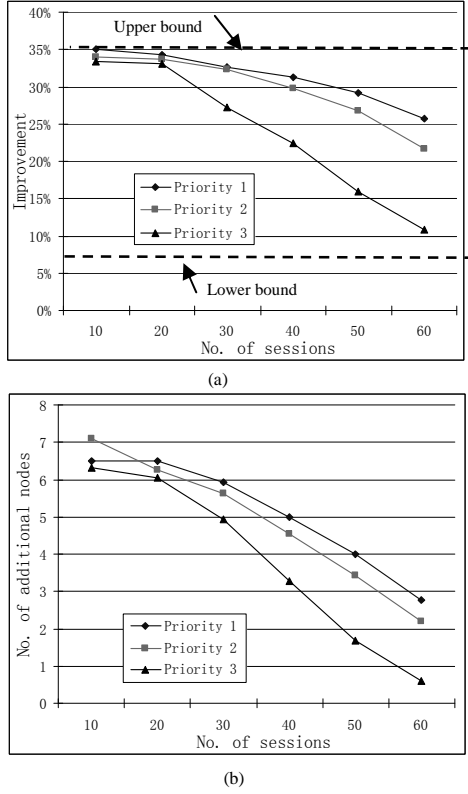 40%
35%
30%
25%
20%
15%
10%
5%
0%
Improvement
Upper bound
Priority 1
Priority 2
Priority 3
Lower bound
10 20 30 40 50 60
No. of sessions
(a)
8
7
6
5
4
3
2
1
0
No. of additional nodes
Priority 1
Priority 2
Priority 3
10 20 30 40 50 60
No. of sessions
(b)